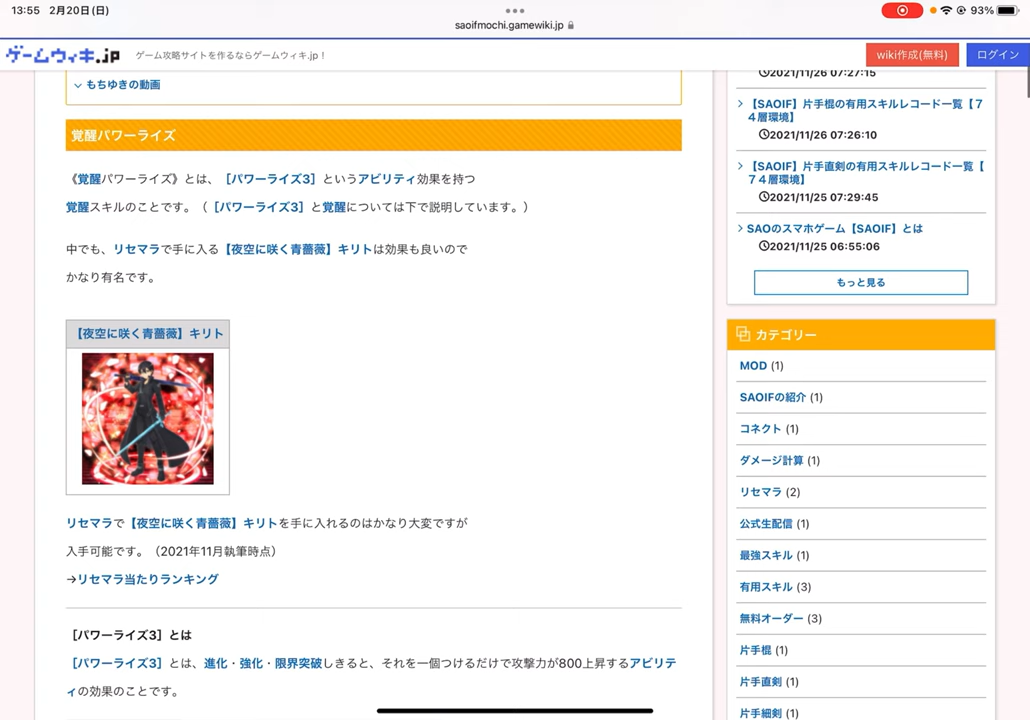 13:55 2月20日(日)
saoifmochi.gamewiki.jp
93%
ゲームウィキ.jp
ゲーム攻略サイトを作るならゲームウィキ.jp！
wiki作成(無料)
ログイン
もちゆきの動画
覚醒パワーライズ
《覚醒パワーライズ》とは、［パワーライズ3］というアビリティ効果を持つ
覚醒スキルのことです。（［パワーライズ3］と覚醒については下で説明しています。）
中でも、リセマラで手に入る【夜空に咲く青薔薇】キリトは効果も良いので
かなり有名です。
【夜空に咲く青薔薇】キリト
リセマラで【夜空に咲く青薔薇】キリトを手に入れるのはかなり大変ですが
入手可能です。（2021年11月執筆時点）
→リセマラ当たりランキング
［パワーライズ3］とは
［パワーライズ3］とは、進化・強化・限界突破しきると、それを一個つけるだけで攻撃力が800上昇するアビリテ
ィの効果のことです。
2021/11/26 07:27:15
【SAOIF】片手棍の有用スキルレコード一覧【７
４層環境】
2021/11/26 07:26:10
【SAOIF】片手直剣の有用スキルレコード一覧【
７４層環境】
2021/11/25 07:29:45
SAOのスマホゲーム【SAOIF】とは
2021/11/25 06:55:06
もっと見る
カテゴリー
MOD (1)
SAOIFの紹介 (1)
コネクト (1)
ダメージ計算 (1)
リセマラ (2)
公式生配信 (1)
最強スキル (1)
有用スキル (3)
無料オーダー (3)
片手棍 (1)
片手直剣 (1)
片手細剣 (1)